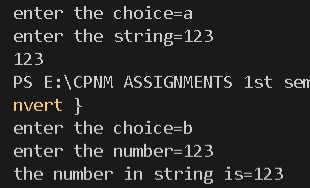 enter the choice=a
enter the string=123
123
PS E:\CPNM ASSIGNMENTS 1st sem
nvert }
enter the choice=b
enter the number=123
the number in string is=123